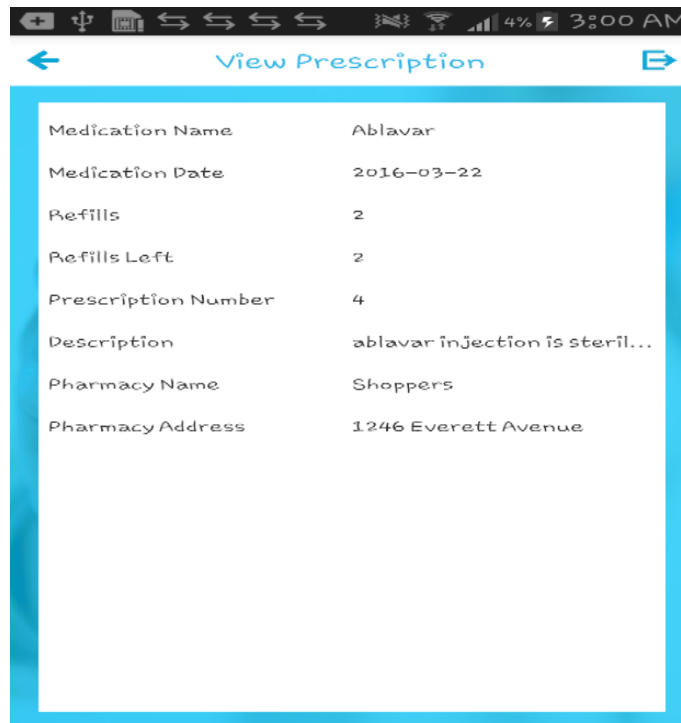 4% 3:00 AM
View Prescription
Medication Name Ablavar
Medication Date 2016-03-22
Refills 2
Refills Left 2
Prescription Number 4
Description ablavar injection is steril...
Pharmacy Name Shoppers
Pharmacy Address 1246 Everett Avenue